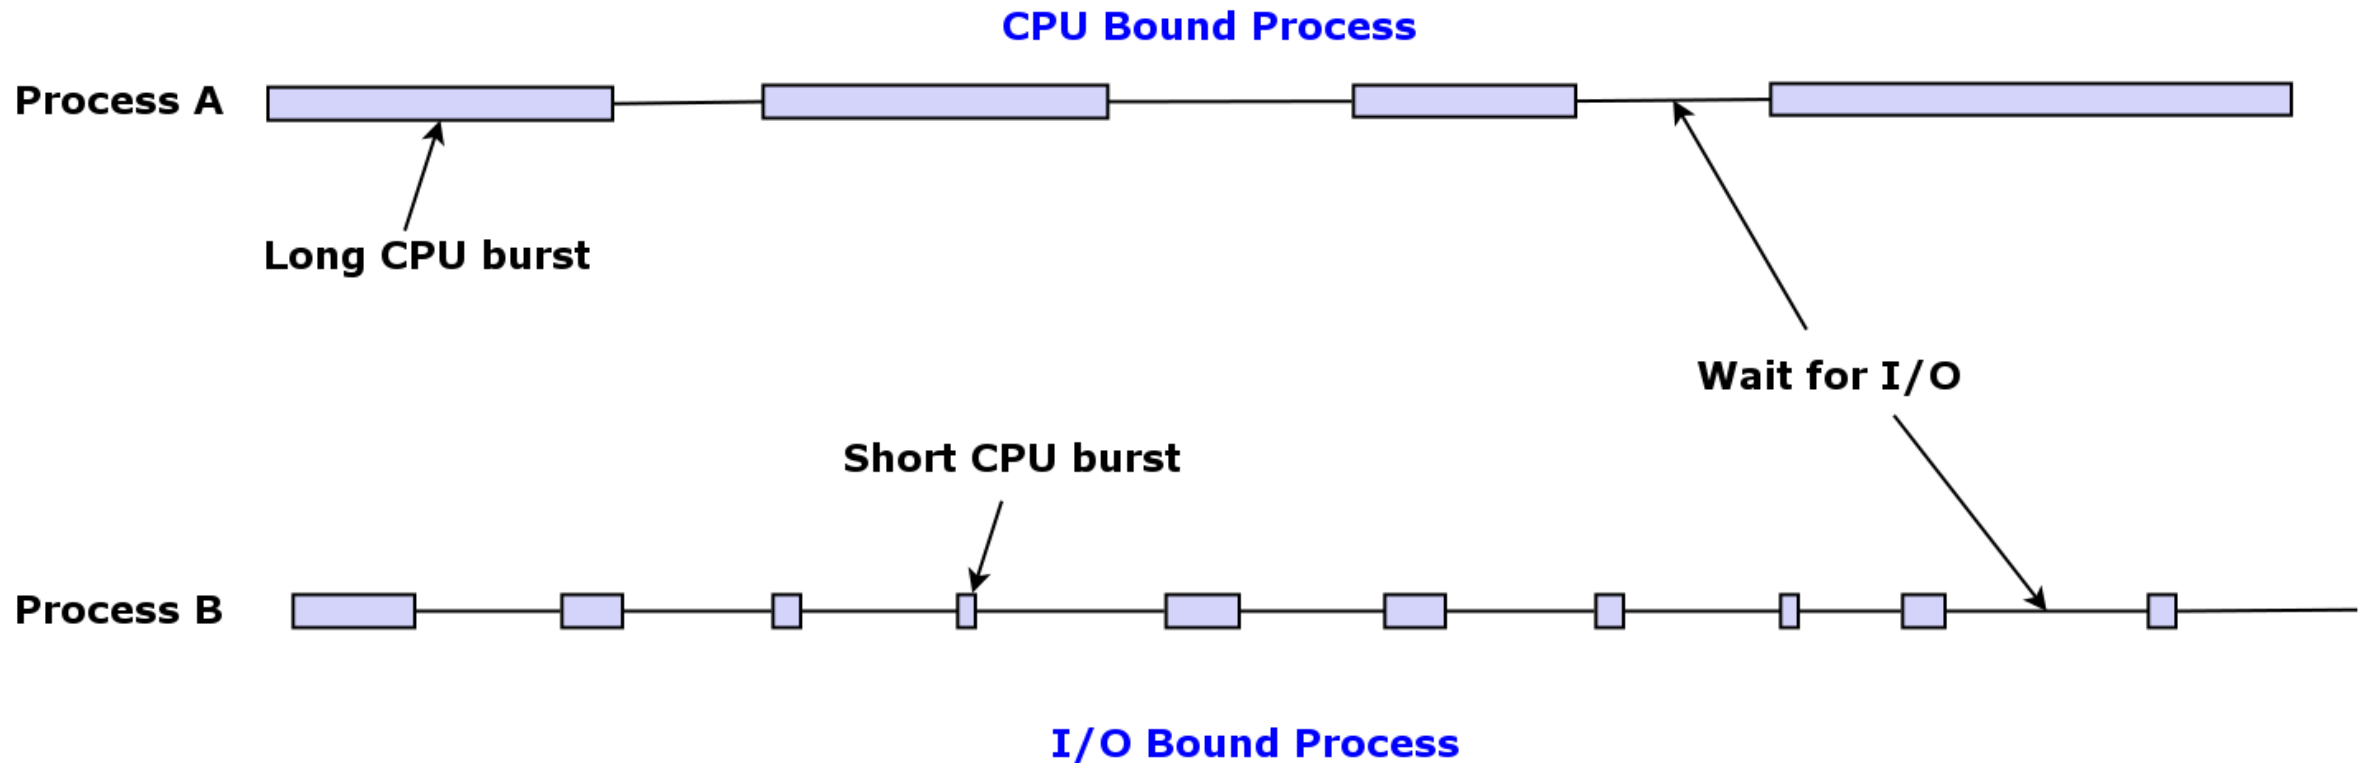 CPU Bound Process
Process A
Long CPU burst
Wait for I/O
Short CPU burst
Process B
I/O Bound Process